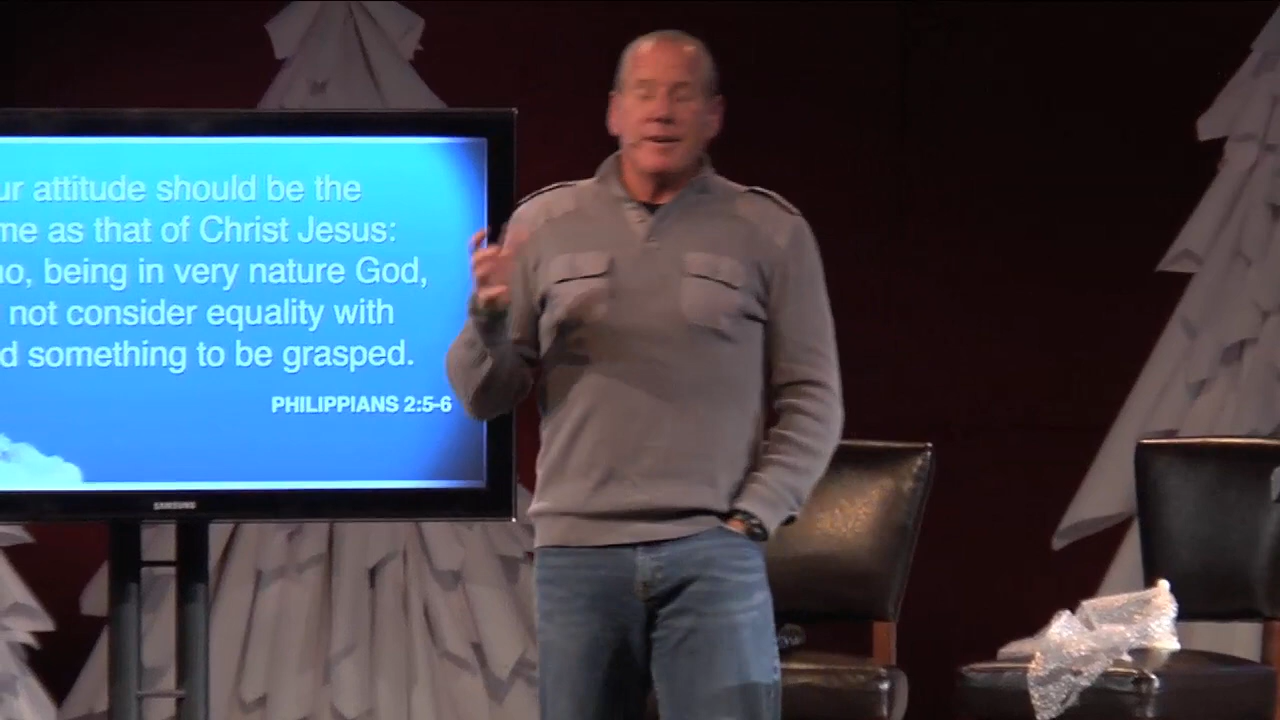 ur attitude should be the
me as that of Christ Jesus:
ho, being in very nature God,
not consider equality with
d something to be grasped.
PHILIPPIANS 2:5-6
SAMSUNG